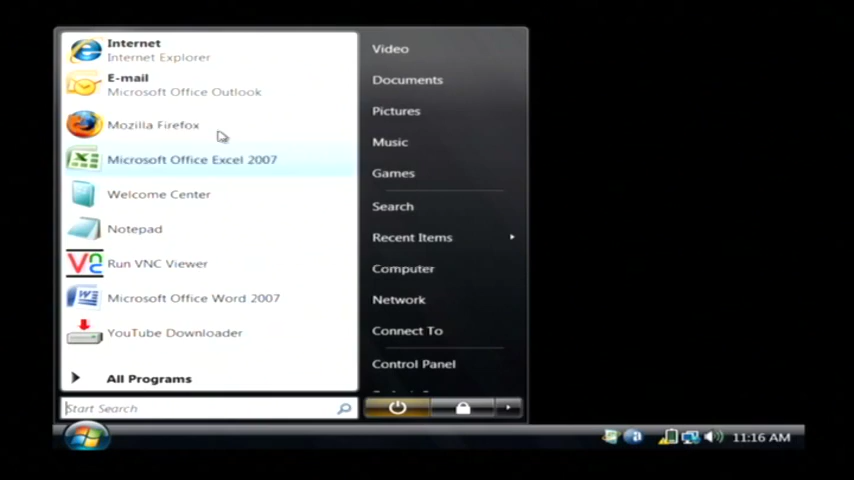 Internet
Internet Explorer
E-mail
Microsoft Office Outlook
Mozilla Firefox
Microsoft Office Excel 2007
Welcome Center
Notepad
Run VNC Viewer
Microsoft Office Word 2007
YouTube Downloader
All Programs
Start Search
Video
Documents
Pictures
Music
Games
Search
Recent Items
Computer
Network
Connect To
Control Panel
11:16 AM